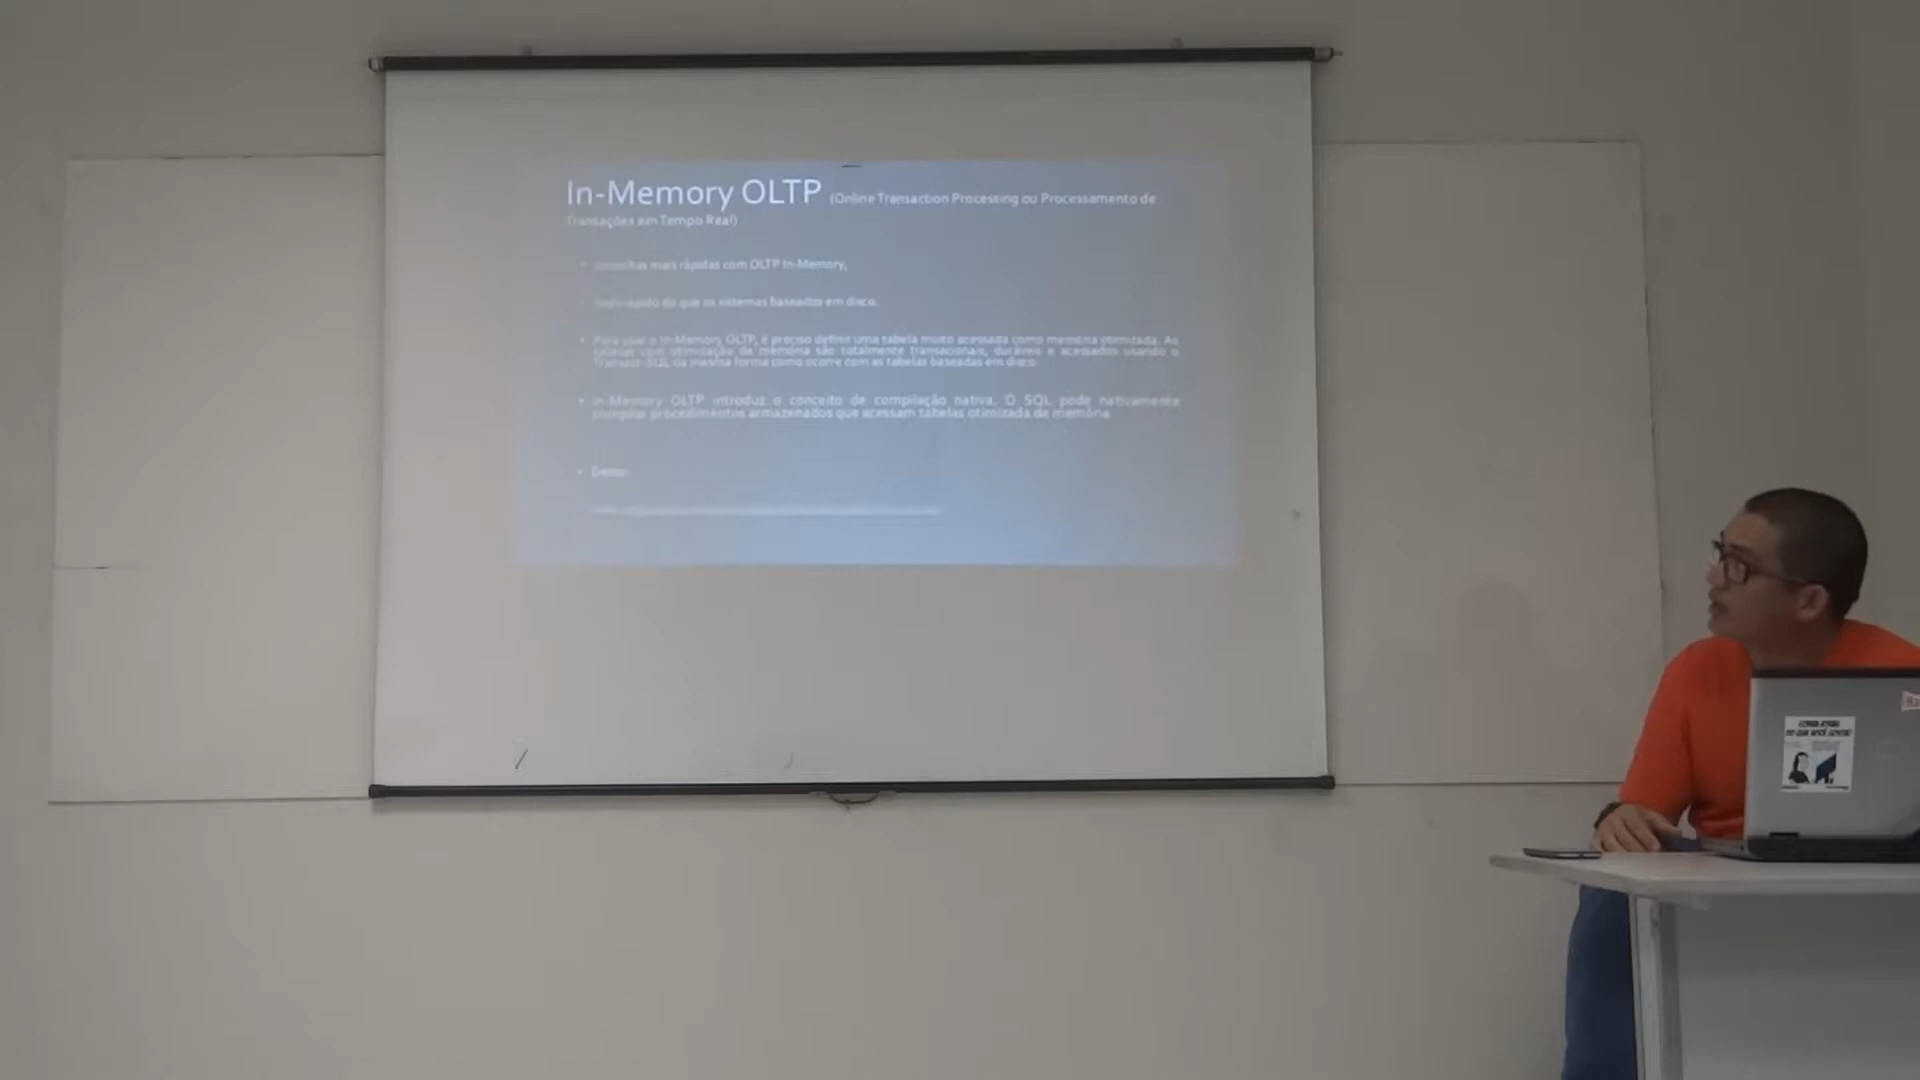 In-Memory OLTP (Online Transaction Processing ou Processamento de
Transações em Tempo Real)
consultas mais rápidas com OLTP In-Memory,
mais rápido do que os sistemas baseados em disco.
Para usar o In-Memory OLTP, é preciso definir uma tabela muito acessada como memória otimizada. As
tabelas com otimização de memória são totalmente transacionais, duráveis e acessados usando o
Transact-SQL da mesma forma como ocorre com as tabelas baseadas em disco.
In-Memory OLTP introduz o conceito de compilação nativa. O SQL pode nativamente
compilar procedimentos armazenados que acessam tabelas otimizada de memória
Demo: